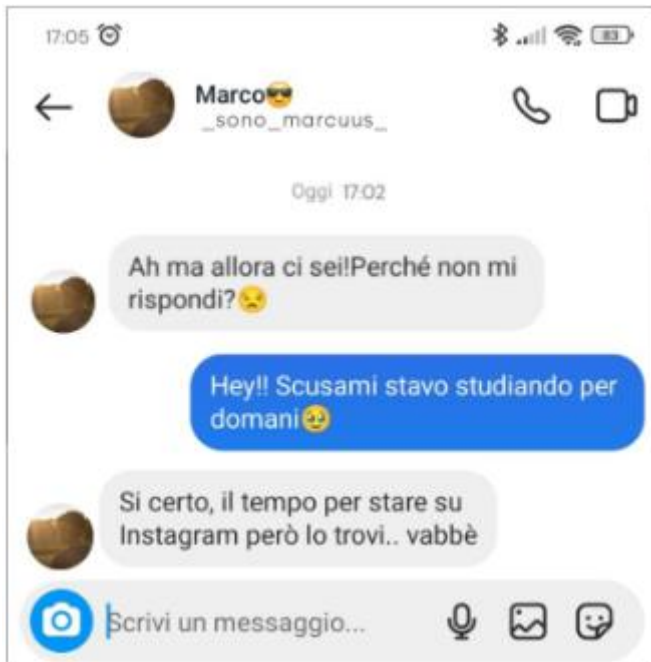 17:05
83
Marco😎
_sono_marcuus_
Oggi 17:02
Ah ma allora ci sei!Perché non mi
rispondi?😒
Hey!! Scusami stavo studiando per
domani🥹
Si certo, il tempo per stare su
Instagram però lo trovi.. vabbè
Scrivi un messaggio...